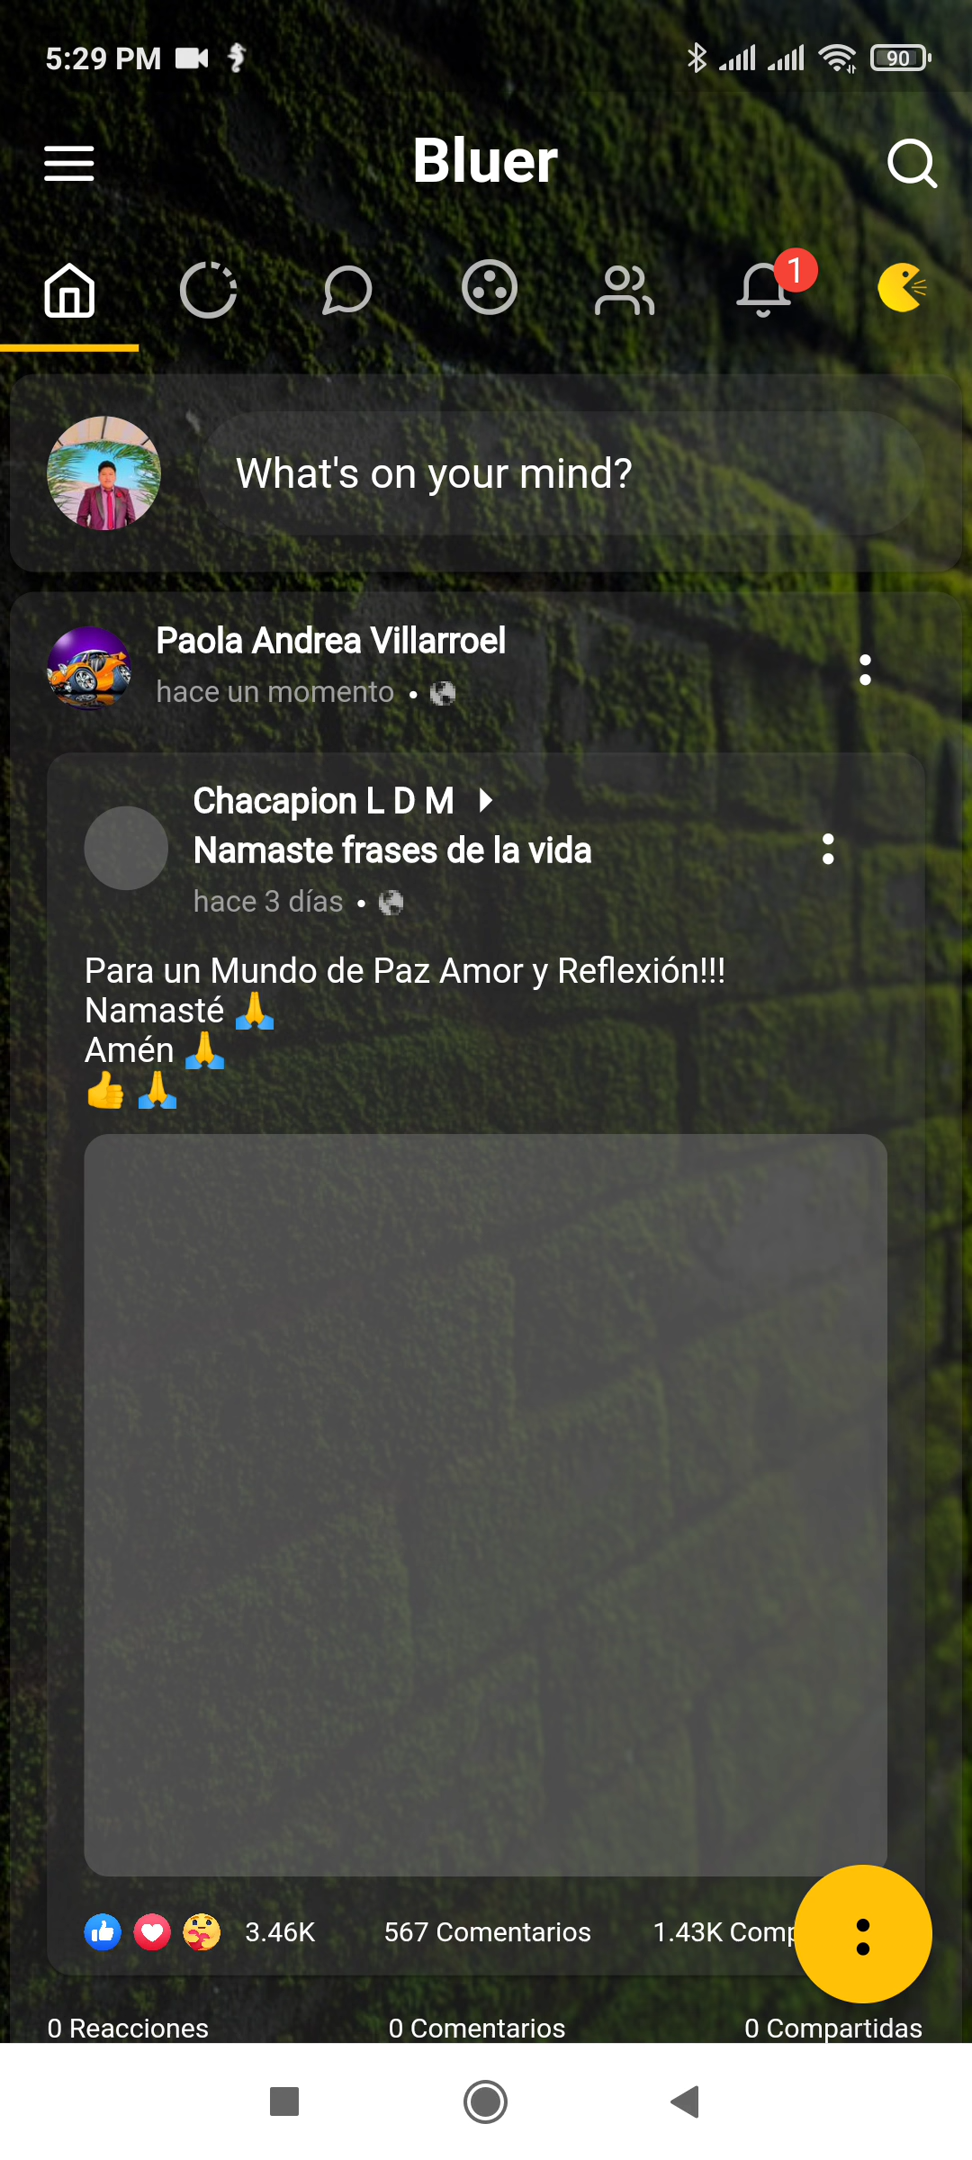 5:29 PM
90
Bluer
1
What's on your mind?
Paola Andrea Villarroel
hace un momento •
Chacapion L D M
Namaste frases de la vida
hace 3 días •
Para un Mundo de Paz Amor y Reflexión!!!
Namasté 🙏
Amén 🙏
👍 🙏
3.46K 567 Comentarios 1.43K Comp
0 Reacciones 0 Comentarios 0 Compartidas